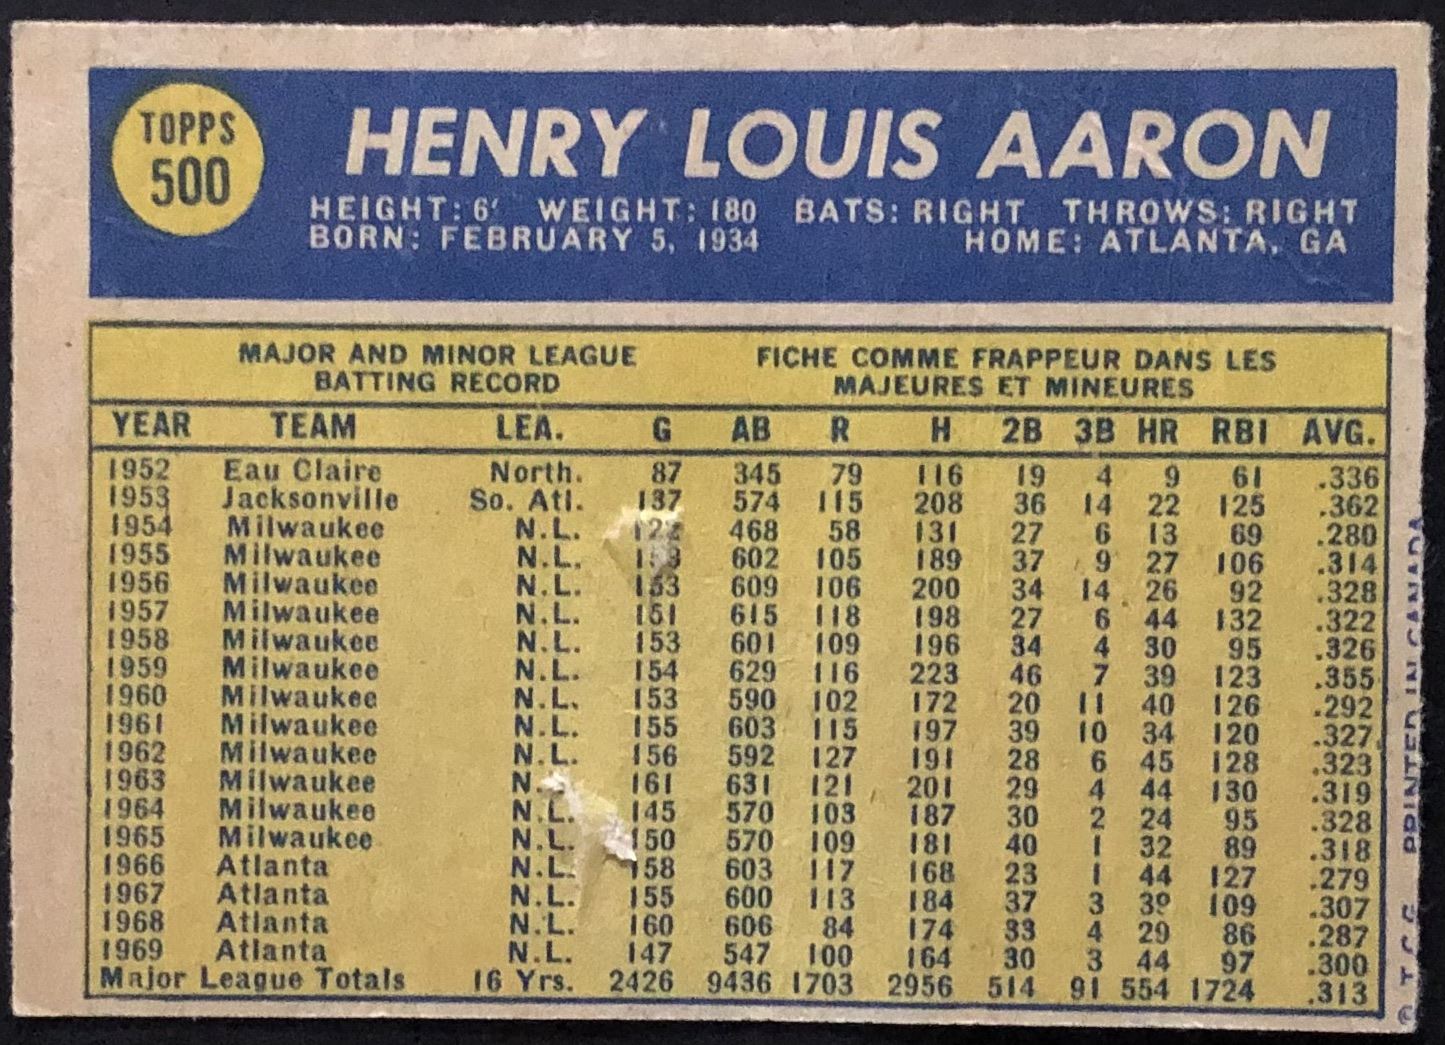 TOPPS
500
HENRY LOUIS AARON
HEIGHT: 6' WEIGHT: 180 BATS: RIGHT THROWS: RIGHT
BORN: FEBRUARY 5, 1934 HOME: ATLANTA, GA
MAJOR AND MINOR LEAGUE BATTING RECORD
FICHE COMME FRAPPEUR DANS LES MAJEURES ET MINEURES
YEAR TEAM LEA. G AB R H 2B 3B HR RBI AVG.
1952 Eau Claire North. 87 345 79 116 19 4 9 61 .336
1953 Jacksonville So. Atl. 137 574 115 208 36 14 22 125 .362
1954 Milwaukee N.L. 122 468 58 131 27 6 13 69 .280
1955 Milwaukee N.L. 602 105 189 37 9 27 106 .314
1956 Milwaukee N.L. 153 609 106 200 34 14 26 92 .328
1957 Milwaukee N.L. 151 615 118 198 27 6 44 132 .322
1958 Milwaukee N.L. 153 601 109 196 34 4 30 95 .326
1959 Milwaukee N.L. 154 629 116 223 46 7 39 123 .355
1960 Milwaukee N.L. 153 590 102 172 20 11 40 126 .292
1961 Milwaukee N.L. 155 603 115 197 39 10 34 120 .327
1962 Milwaukee N.L. 156 592 127 191 28 6 45 128 .323
1963 Milwaukee N. 161 631 121 201 29 4 44 130 .319
1964 Milwaukee N.L. 145 570 103 187 30 2 24 95 .328
1965 Milwaukee N.L. 150 570 109 181 40 1 32 89 .318
1966 Atlanta N.L. 158 603 117 168 23 1 44 127 .279
1967 Atlanta N.L. 155 600 113 184 37 3 39 109 .307
1968 Atlanta N.L. 160 606 84 174 33 4 29 86 .287
1969 Atlanta N.L. 147 547 100 164 30 3 44 97 .300
Major League Totals 16 Yrs. 2426 9436 1703 2956 514 91 554 1724 .313
© T.C.G. PRINTED IN CANADA